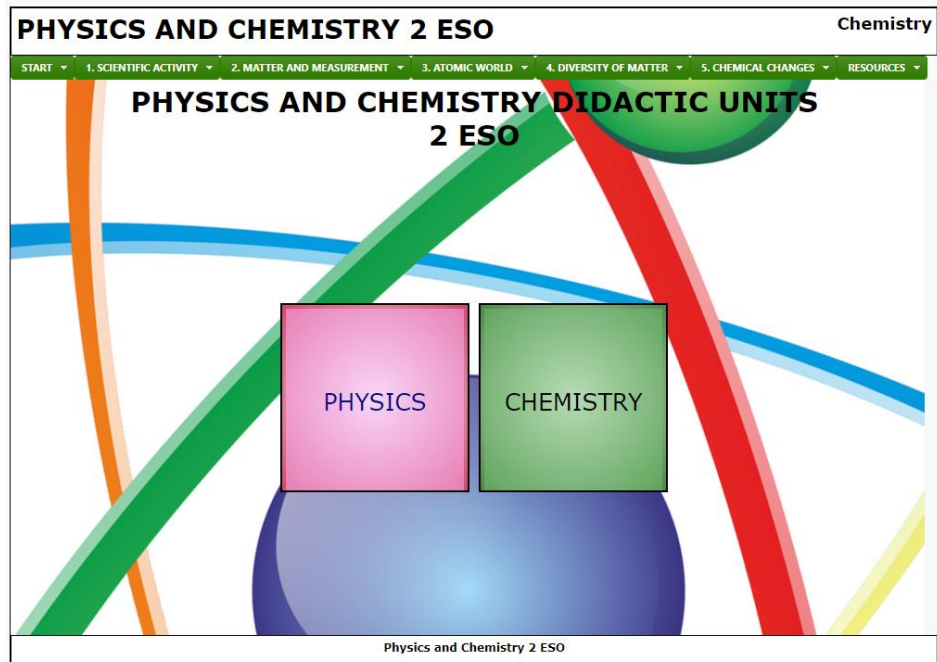 PHYSICS AND CHEMISTRY 2 ESO
Chemistry
START 1. SCIENTIFIC ACTIVITY 2. MATTER AND MEASUREMENT 3. ATOMIC WORLD 4. DIVERSITY OF MATTER 5. CHEMICAL CHANGES RESOURCES
PHYSICS AND CHEMISTRY DIDACTIC UNITS
2 ESO
PHYSICS
CHEMISTRY
Physics and Chemistry 2 ESO